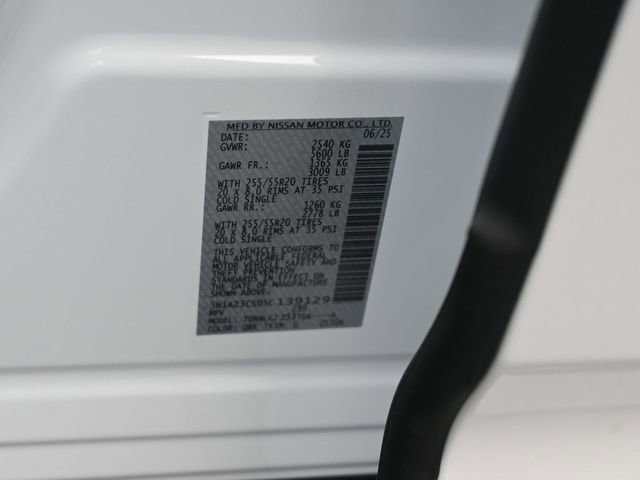 MFD BY NISSAN MOTOR CO., LTD.
DATE: 06/25
GVWR: 2540 KG
5600 LB
GAWR FR.: 1365 KG
3009 LB
WITH 255/55R20 TIRES
20 X 8.0 RIMS AT 35 PSI
COLD SINGLE
GAWR RR.: 1260 KG
2778 LB
WITH 255/55R20 TIRES
20 X 8.0 RIMS AT 35 PSI
COLD SINGLE
THIS VEHICLE CONFORMS TO
ALL APPLICABLE FEDERAL
MOTOR VEHICLE SAFETY AND
THEFT PREVENTION
STANDARDS IN EFFECT ON
THE DATE OF MANUFACTURE
SHOWN ABOVE.
139129
MPV
MODEL:
COLOR: TRIM: G